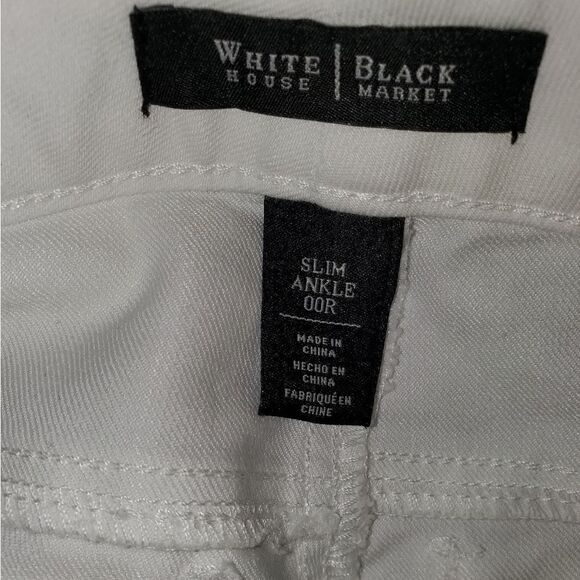 WHITE | BLACK
HOUSE | MARKET
SLIM
ANKLE
00R
MADE IN
CHINA
HECHO EN
CHINA
FABRIQUÉ EN
CHINE